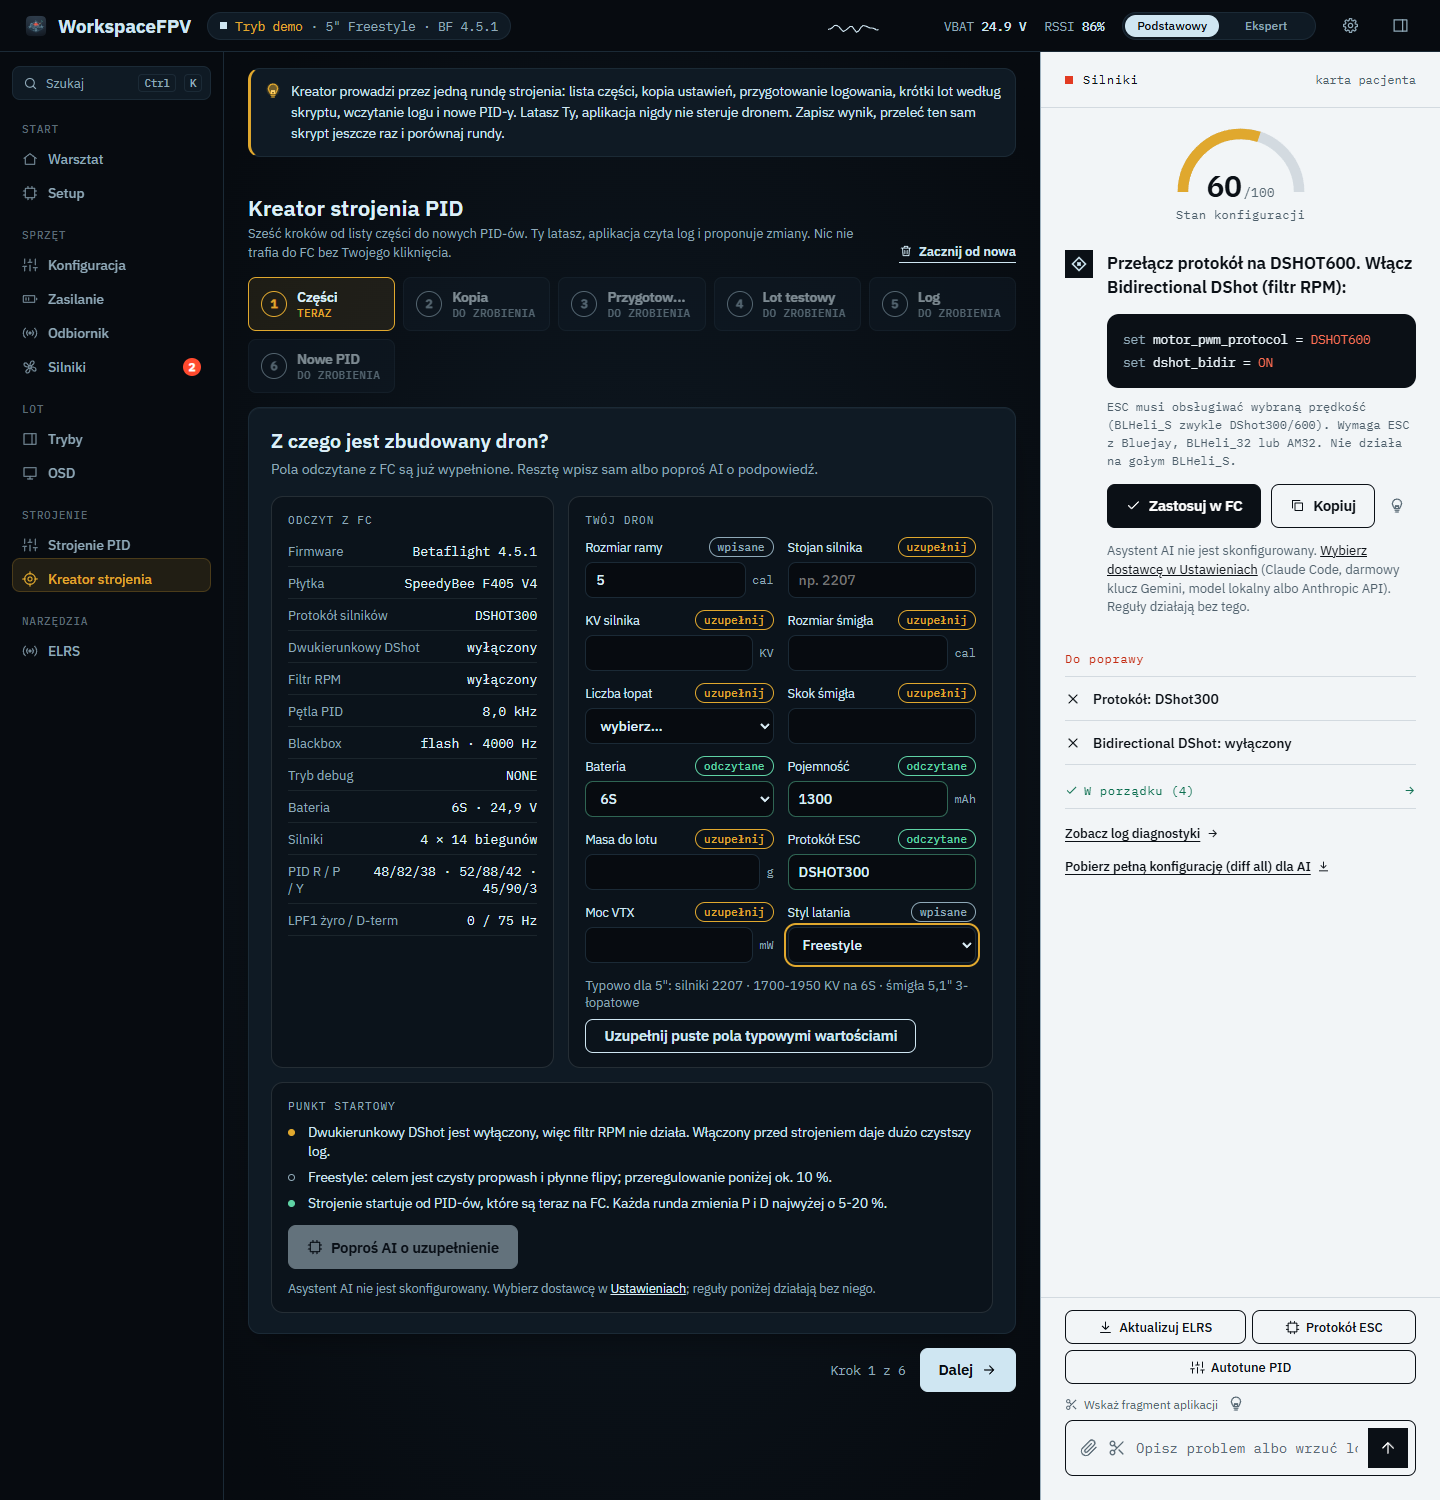 WorkspaceFPV
Tryb demo · 5" Freestyle · BF 4.5.1
VBAT 24.9 V
RSSI 86%
Podstawowy
Ekspert
Szukaj
Ctrl
K
START
Warsztat
Setup
SPRZĘT
Konfiguracja
Zasilanie
Odbiornik
Silniki
2
LOT
Tryby
OSD
STROJENIE
Strojenie PID
Kreator strojenia
NARZĘDZIA
ELRS
Kreator prowadzi przez jedną rundę strojenia: lista części, kopia ustawień, przygotowanie logowania, krótki lot według
skryptu, wczytanie logu i nowe PID-y. Latasz Ty, aplikacja nigdy nie steruje dronem. Zapisz wynik, przeleć ten sam
skrypt jeszcze raz i porównaj rundy.
Kreator strojenia PID
Sześć kroków od listy części do nowych PID-ów. Ty latasz, aplikacja czyta log i proponuje zmiany. Nic nie
trafia do FC bez Twojego kliknięcia.
Zacznij od nowa
1
Części
TERAZ
2
Kopia
DO ZROBIENIA
3
Przygotow...
DO ZROBIENIA
4
Lot testowy
DO ZROBIENIA
5
Log
DO ZROBIENIA
6
Nowe PID
DO ZROBIENIA
Z czego jest zbudowany dron?
Pola odczytane z FC są już wypełnione. Resztę wpisz sam albo poproś AI o podpowiedź.
ODCZYT Z FC
Firmware Betaflight 4.5.1
Płytka SpeedyBee F405 V4
Protokół silników DSHOT300
Dwukierunkowy DShot wyłączony
Filtr RPM wyłączony
Pętla PID 8,0 kHz
Blackbox flash · 4000 Hz
Tryb debug NONE
Bateria 6S · 24,9 V
Silniki 4 × 14 biegunów
PID R / P 48/82/38 · 52/88/42 ·
/ Y 45/90/3
LPF1 żyro / D-term 0 / 75 Hz
TWÓJ DRON
Rozmiar ramy wpisane
5 cal
Stojan silnika uzupełnij
np. 2207
KV silnika uzupełnij
KV
Rozmiar śmigła uzupełnij
cal
Liczba łopat uzupełnij
wybierz...
Skok śmigła uzupełnij
Bateria odczytane
6S
Pojemność odczytane
1300 mAh
Masa do lotu uzupełnij
g
Protokół ESC odczytane
DSHOT300
Moc VTX uzupełnij
mW
Styl latania wpisane
Freestyle
Typowo dla 5": silniki 2207 · 1700-1950 KV na 6S · śmigła 5,1" 3-
łopatowe
Uzupełnij puste pola typowymi wartościami
PUNKT STARTOWY
Dwukierunkowy DShot jest wyłączony, więc filtr RPM nie działa. Włączony przed strojeniem daje dużo czystszy
log.
Freestyle: celem jest czysty propwash i płynne flipy; przeregulowanie poniżej ok. 10 %.
Strojenie startuje od PID-ów, które są teraz na FC. Każda runda zmienia P i D najwyżej o 5-20 %.
Poproś AI o uzupełnienie
Asystent AI nie jest skonfigurowany. Wybierz dostawcę w Ustawieniach; reguły poniżej działają bez niego.
Krok 1 z 6
Dalej
Silniki
karta pacjenta
60/100
Stan konfiguracji
Przełącz protokół na DSHOT600. Włącz
Bidirectional DShot (filtr RPM):
set motor_pwm_protocol = DSHOT600
set dshot_bidir = ON
ESC musi obsługiwać wybraną prędkość
(BLHeli_S zwykle DShot300/600). Wymaga ESC
z Bluejay, BLHeli_32 lub AM32. Nie działa
na gołym BLHeli_S.
Zastosuj w FC
Kopiuj
Asystent AI nie jest skonfigurowany. Wybierz
dostawcę w Ustawieniach (Claude Code, darmowy
klucz Gemini, model lokalny albo Anthropic API).
Reguły działają bez tego.
Do poprawy
Protokół: DShot300
Bidirectional DShot: wyłączony
W porządku (4)
Zobacz log diagnostyki
Pobierz pełną konfigurację (diff all) dla AI
Aktualizuj ELRS
Protokół ESC
Autotune PID
Wskaż fragment aplikacji
Opisz problem albo wrzuć lo